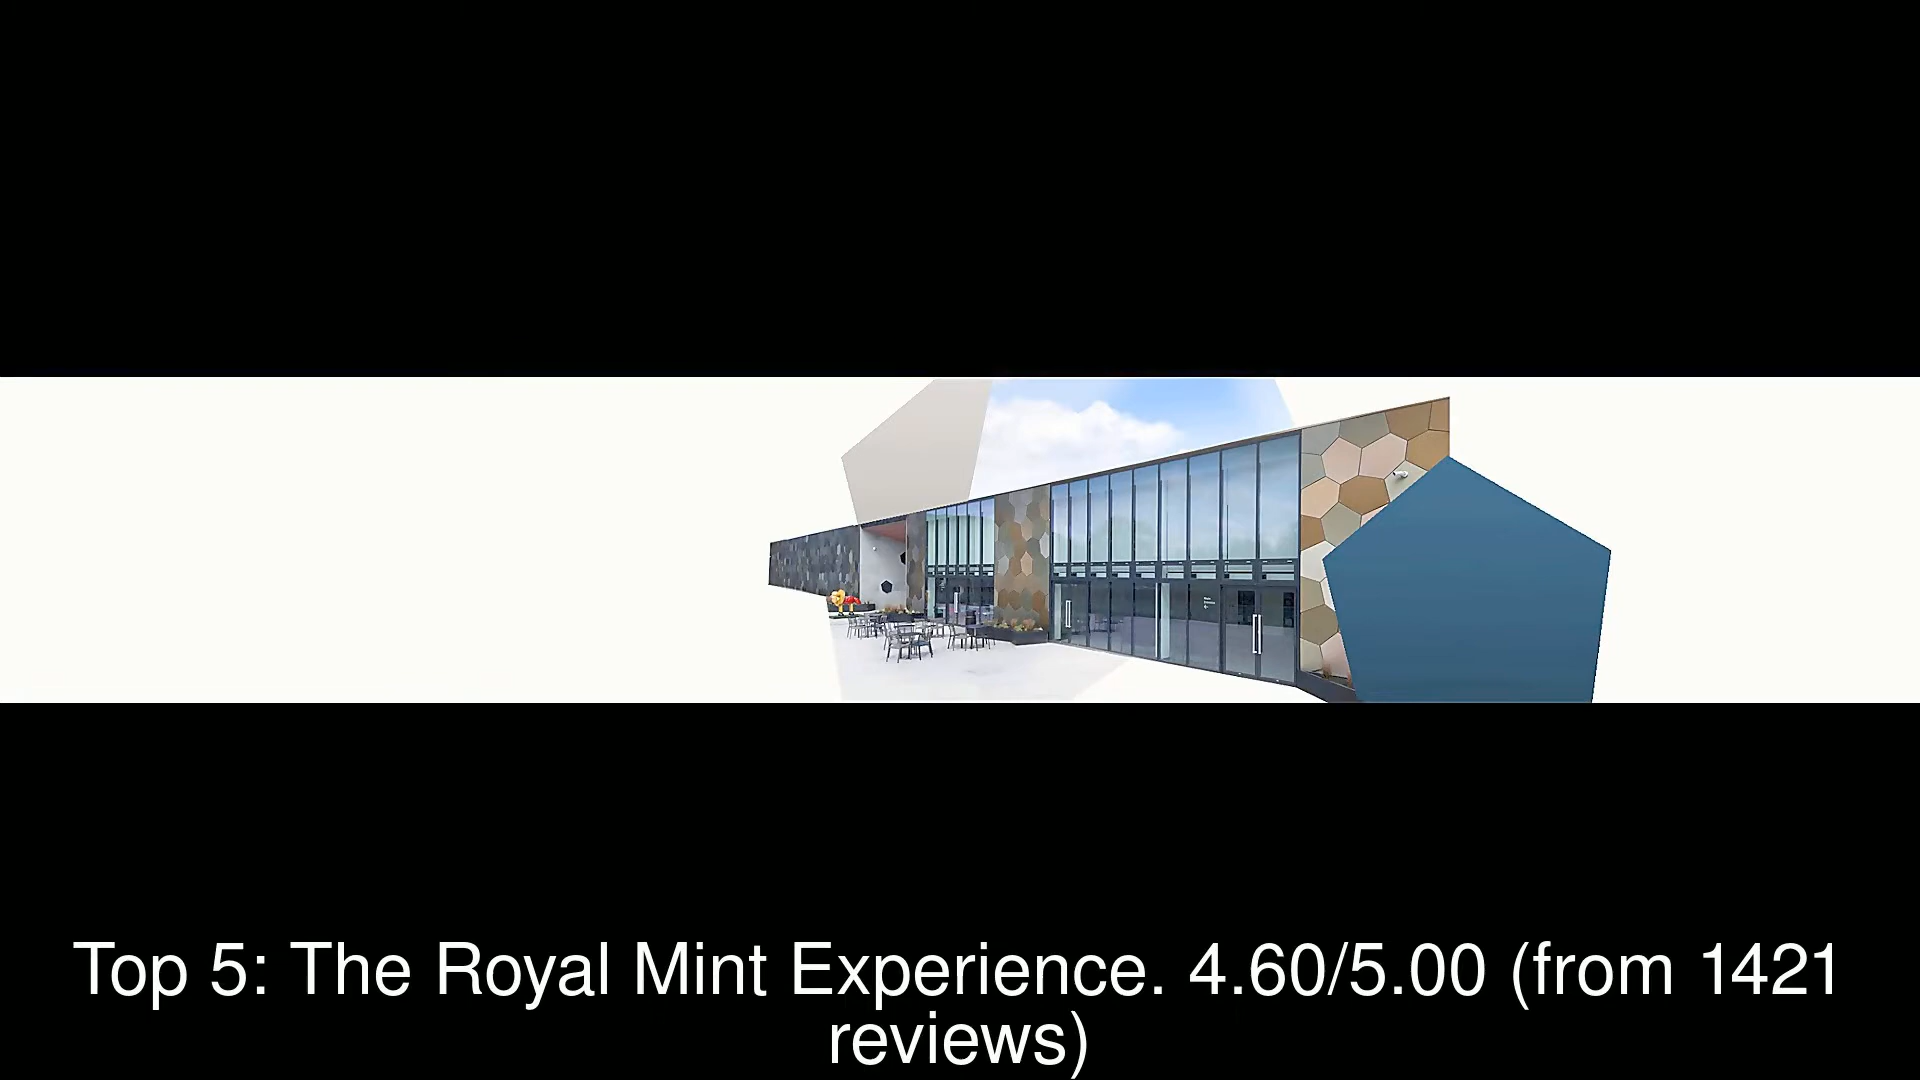 Top 5: The Royal Mint Experience. 4.60/5.00 (from 1421
reviews)